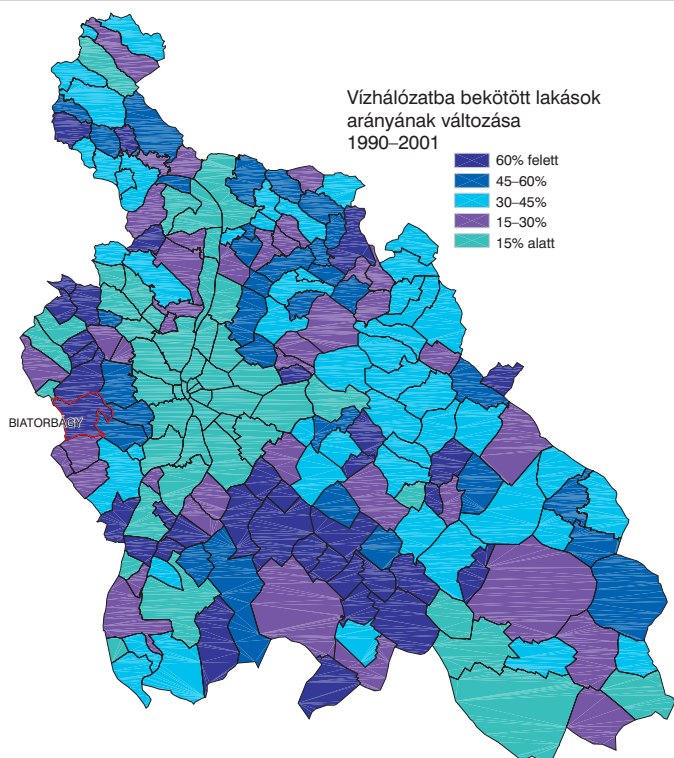 Vízhálózatba bekötött lakások
arányának változása
1990–2001
60% felett
45–60%
30–45%
15–30%
15% alatt
BIATORBÁGY